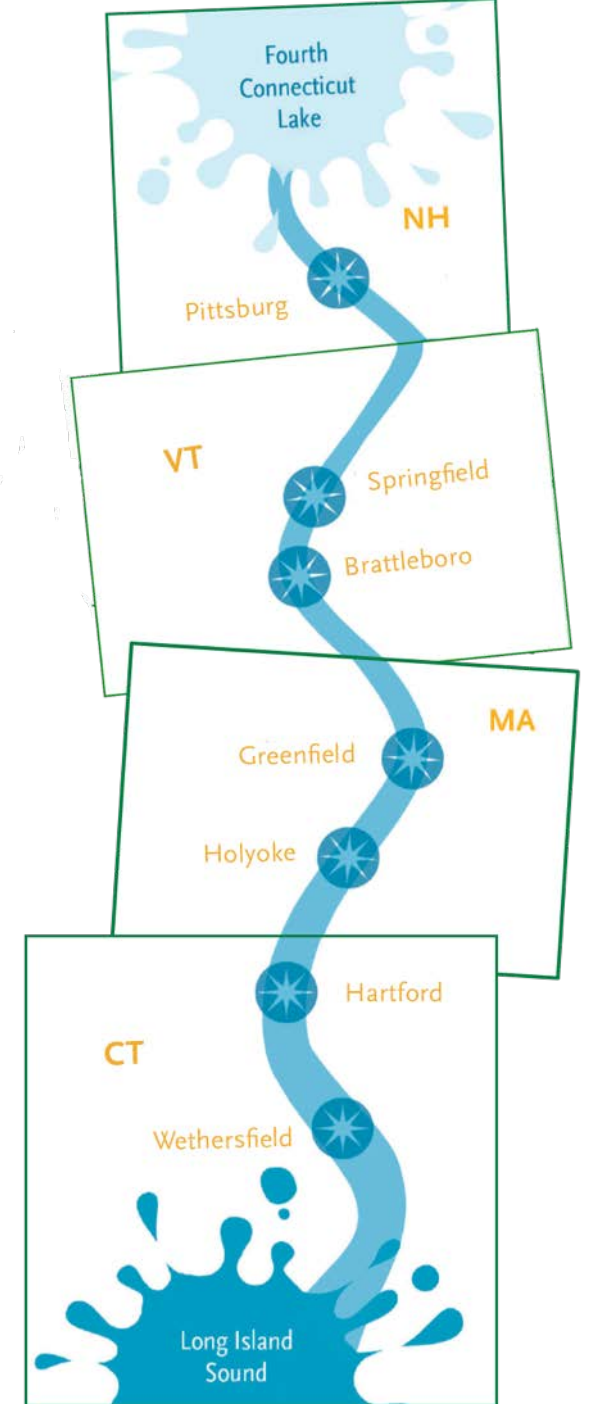 Fourth
Connecticut
Lake
NH
Pittsburg
VT
Springfield
Brattleboro
MA
Greenfield
Holyoke
Hartford
CT
Wethersfield
Long Island
Sound